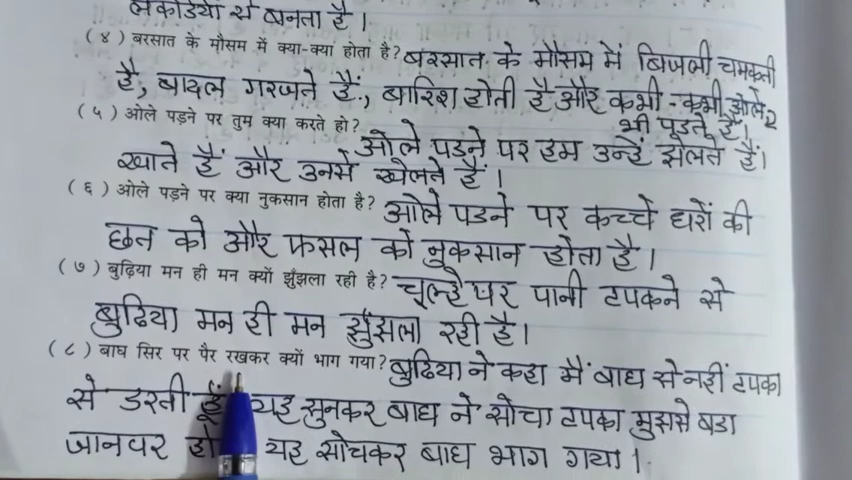 लकडियों से बनता है।
(४) बरसात के मौसम में क्या-क्या होता है? बरसात के मौसम में बिजली चमकती
है, बादल गरजते हैं, बारिश होती है और कभी-कभी ओले
भी पड़ते हैं।
(५) ओले पड़ने पर तुम क्या करते हो? ओले पडने पर हम उन्हें झेलते हैं।
खाते हैं और उनसे खेलते हैं।
(६) ओले पड़ने पर क्या नुकसान होता है? ओले पडने पर कच्चे घरों की
छत को और फसल को नुकसान होता है।
(७) बुढ़िया मन ही मन क्यों झुँझला रही है? चूल्हे पर पानी टपकने से
बुढिया मन ही मन झुँझला रही है।
(८) बाघ सिर पर पैर रखकर क्यों भाग गया? बुढिया ने कहा मैं बाघ से नहीं टपका
से डरती हूँ यह सुनकर बाघ ने सोचा टपका मुझसे बडा
जानवर यह सोचकर बाघ भाग गया।